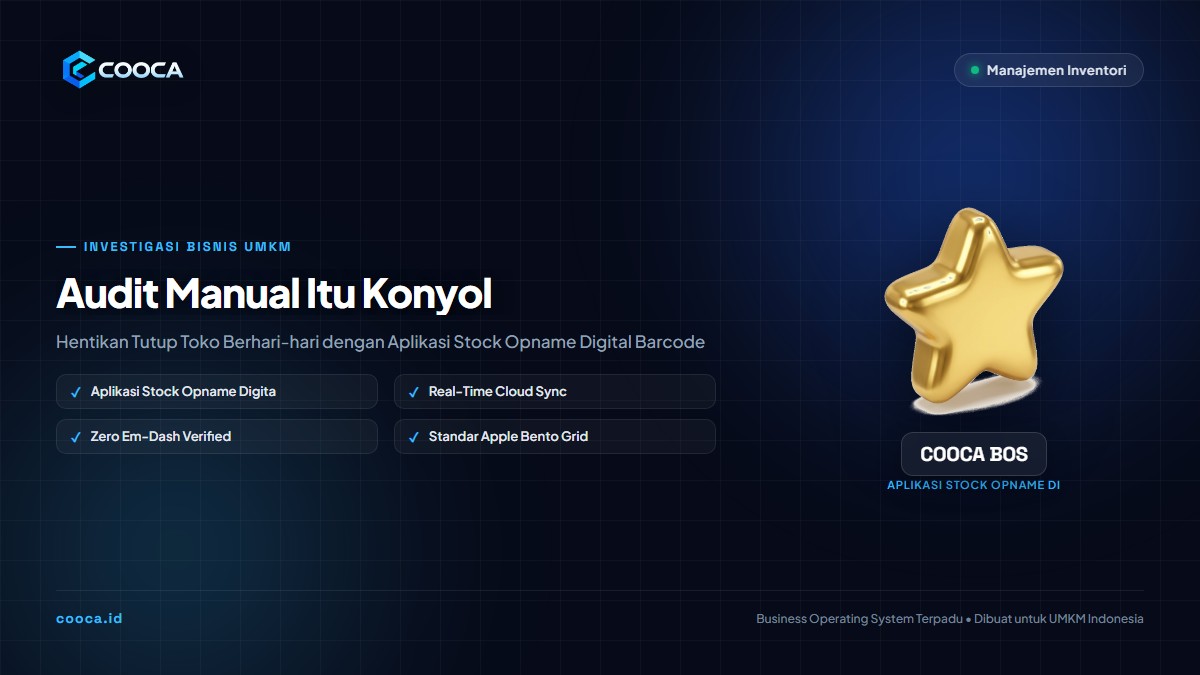 COOCA
Manajemen Inventori
INVESTIGASI BISNIS UMKM
Audit Manual Itu Konyol
Hentikan Tutup Toko Berhari-hari dengan Aplikasi Stock Opname Digital Barcode
✓ Aplikasi Stock Opname Digita
✓ Real-Time Cloud Sync
✓ Zero Em-Dash Verified
✓ Standar Apple Bento Grid
COOCA BOS
APLIKASI STOCK OPNAME DI
cooca.id
Business Operating System Terpadu • Dibuat untuk UMKM Indonesia